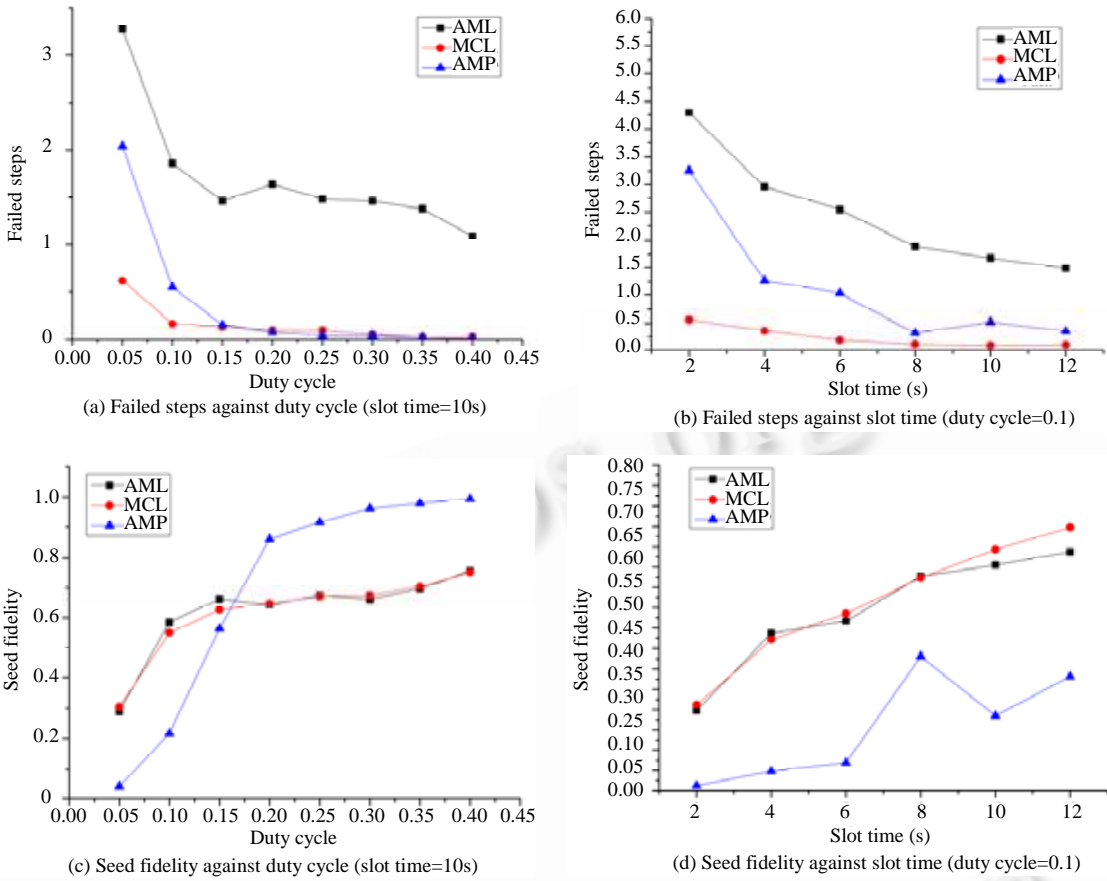 3
2
1
0
Failed steps
AML
MCL
AMP
0.00 0.05 0.10 0.15 0.20 0.25 0.30 0.35 0.40 0.45
Duty cycle
(a) Failed steps against duty cycle (slot time=10s)
6.0
5.5
5.0
4.5
4.0
3.5
3.0
2.5
2.0
1.5
1.0
0.5
0.0
Failed steps
AML
MCL
AMP
2 4 6 8 10 12
Slot time (s)
(b) Failed steps against slot time (duty cycle=0.1)
1.0
0.8
0.6
0.4
0.2
0
Seed fidelity
AML
MCL
AMP
0.00 0.05 0.10 0.15 0.20 0.25 0.30 0.35 0.40 0.45
Duty cycle
(c) Seed fidelity against duty cycle (slot time=10s)
0.80
0.75
0.70
0.65
0.60
0.55
0.50
0.45
0.40
0.35
0.30
0.25
0.20
0.10
0.05
0.00
Seed fidelity
AML
MCL
AMP
2 4 6 8 10 12
Slot time (s)
(d) Seed fidelity against slot time (duty cycle=0.1)